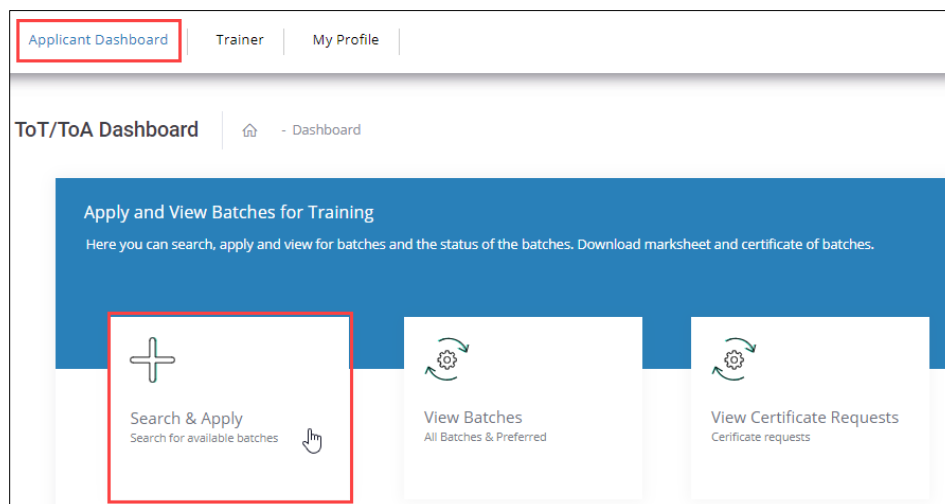 Applicant Dashboard
Trainer
My Profile
ToT/ToA Dashboard
- Dashboard
Apply and View Batches for Training
Here you can search, apply and view for batches and the status of the batches. Download marksheet and certificate of batches.
Search & Apply
Search for available batches
View Batches
All Batches & Preferred
View Certificate Requests
Cerificate requests